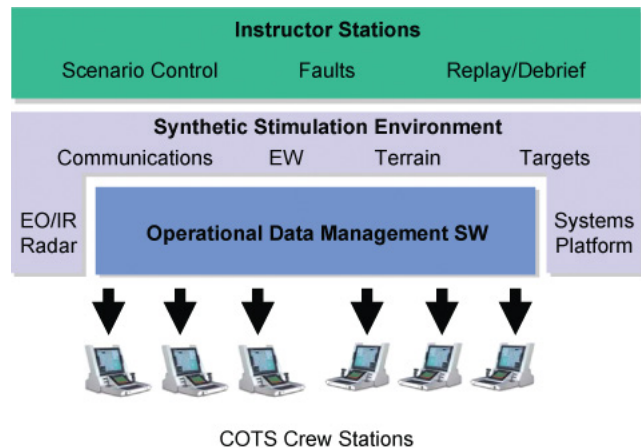 Instructor Stations
Scenario Control Faults Replay/Debrief
Synthetic Stimulation Environment
Communications EW Terrain Targets
EO/IR
Radar
Operational Data Management SW
Systems
Platform
COTS Crew Stations